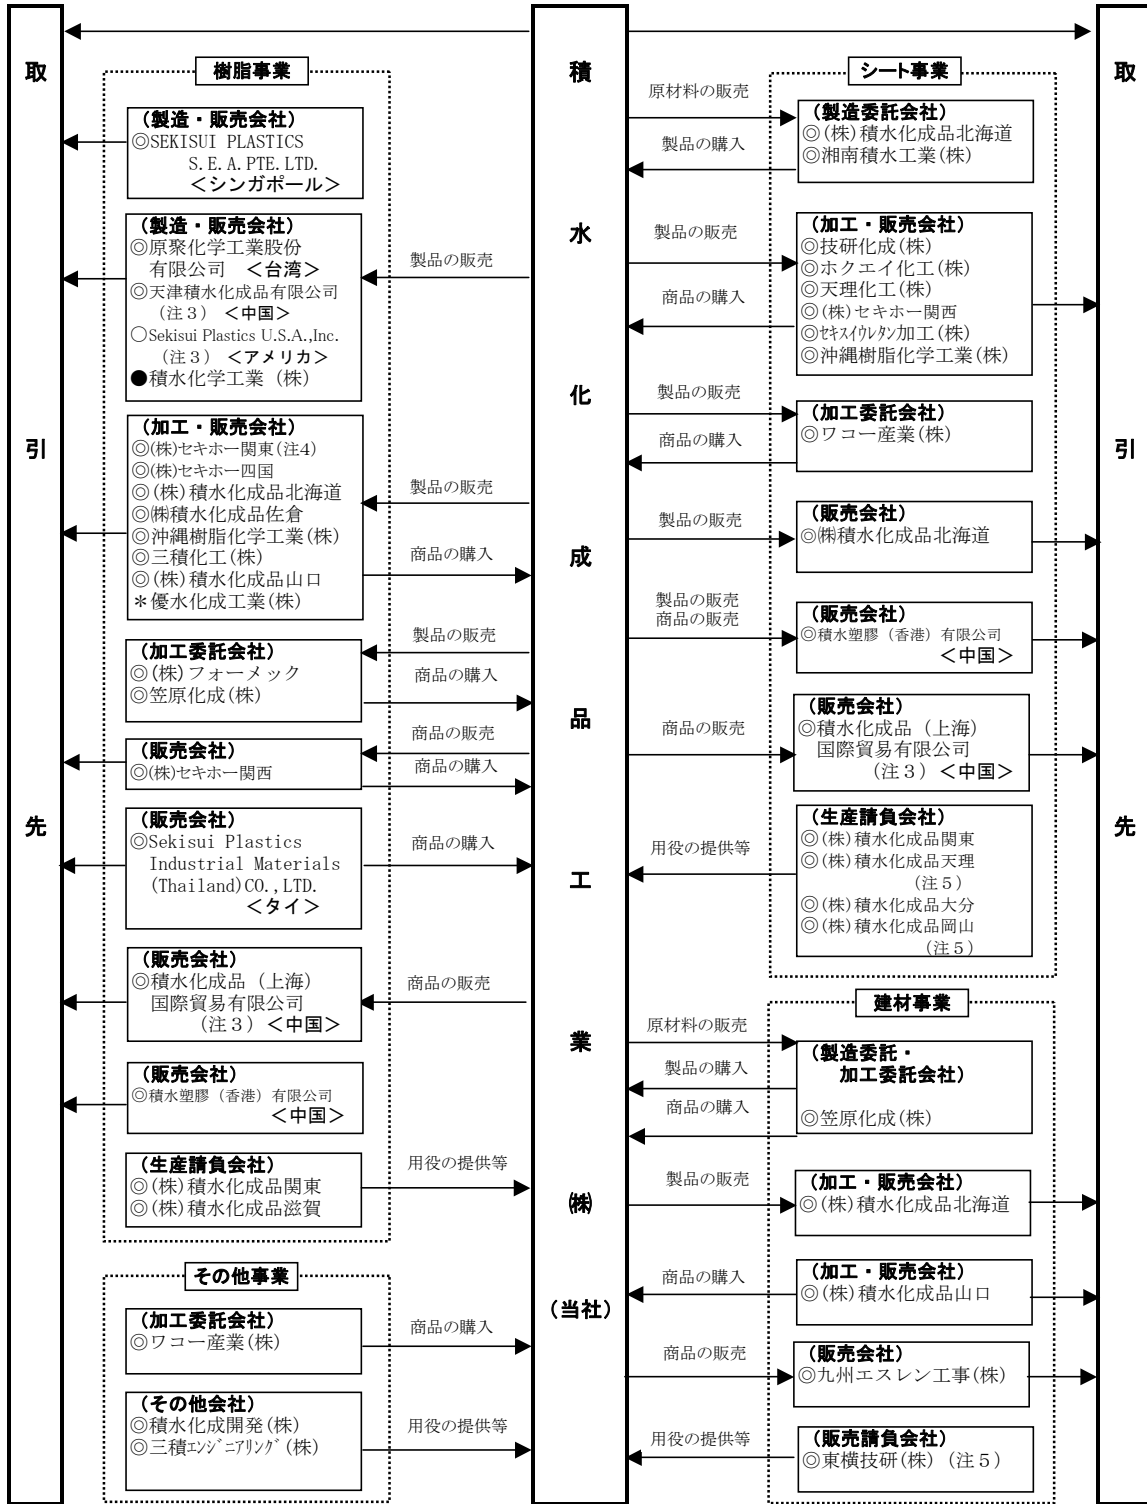 取
引
先
樹脂事業
(製造・販売会社)
◎SEKISUI PLASTICS
S.E.A.PTE.LTD.
＜シンガポール＞
(製造・販売会社)
◎原聚化学工業股份
有限公司　＜台湾＞
◎天津積水化成品有限公司
(注３) ＜中国＞
○Sekisui Plastics U.S.A.,Inc.
(注３) ＜アメリカ＞
●積水化学工業 (株)
製品の販売
(加工・販売会社)
◎(株)セキホー関東(注4)
◎(株)セキホー四国
◎(株)積水化成品北海道
◎㈱積水化成品佐倉
◎沖縄樹脂化学工業(株)
◎三積化工(株)
◎(株)積水化成品山口
＊優水化成工業(株)
製品の販売
商品の購入
(加工委託会社)
◎(株)フォーメック
◎笠原化成(株)
製品の販売
商品の購入
(販売会社)
◎(株)セキホー関西
商品の販売
商品の購入
(販売会社)
◎Sekisui Plastics
Industrial Materials
(Thailand)CO.,LTD.
＜タイ＞
商品の購入
(販売会社)
◎積水化成品 (上海)
国際貿易有限公司
(注３) ＜中国＞
商品の販売
(販売会社)
◎積水塑膠（香港）有限公司
＜中国＞
(生産請負会社)
◎(株)積水化成品関東
◎(株)積水化成品滋賀
用役の提供等
その他事業
(加工委託会社)
◎ワコー産業(株)
商品の購入
(その他会社)
◎積水化成開発(株)
◎三積ｴﾝｼﾞﾆｱﾘﾝｸﾞ(株)
用役の提供等
積
水
化
成
品
工
業
㈱
(当社)
シート事業
原材料の販売
製品の購入
(製造委託会社)
◎(株)積水化成品北海道
◎湘南積水工業(株)
製品の販売
商品の購入
(加工・販売会社)
◎技研化成(株)
◎ホクエイ化工(株)
◎天理化工(株)
◎(株)セキホー関西
◎ｾｷｽｲｳﾚﾀﾝ加工(株)
◎沖縄樹脂化学工業(株)
製品の販売
商品の購入
(加工委託会社)
◎ワコー産業(株)
製品の販売
(販売会社)
◎㈱積水化成品北海道
製品の販売
商品の販売
(販売会社)
◎積水塑膠（香港）有限公司
＜中国＞
商品の販売
(販売会社)
◎積水化成品 (上海)
国際貿易有限公司
(注３) ＜中国＞
用役の提供等
(生産請負会社)
◎(株)積水化成品関東
◎(株)積水化成品天理
(注５)
◎(株)積水化成品大分
◎(株)積水化成品岡山
(注５)
建材事業
原材料の販売
製品の購入
商品の購入
(製造委託・
加工委託会社)
◎笠原化成(株)
製品の販売
(加工・販売会社)
◎(株)積水化成品北海道
商品の購入
(加工・販売会社)
◎(株)積水化成品山口
商品の販売
(販売会社)
◎九州エスレン工事(株)
用役の提供等
(販売請負会社)
◎東横技研(株) (注５)
取
引
先